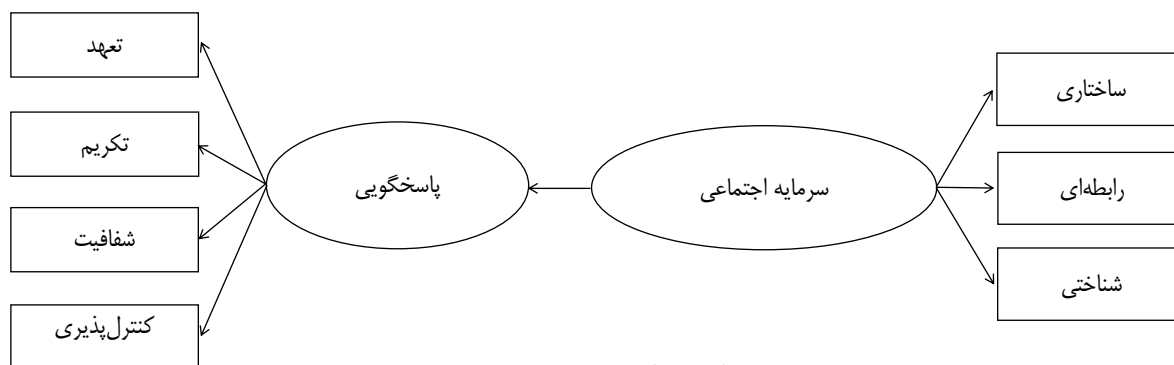 ساختاری
رابطه‌ای
شناختی
سرمایه اجتماعی
پاسخگویی
تعهد
تکریم
شفافیت
کنترل‌پذیری